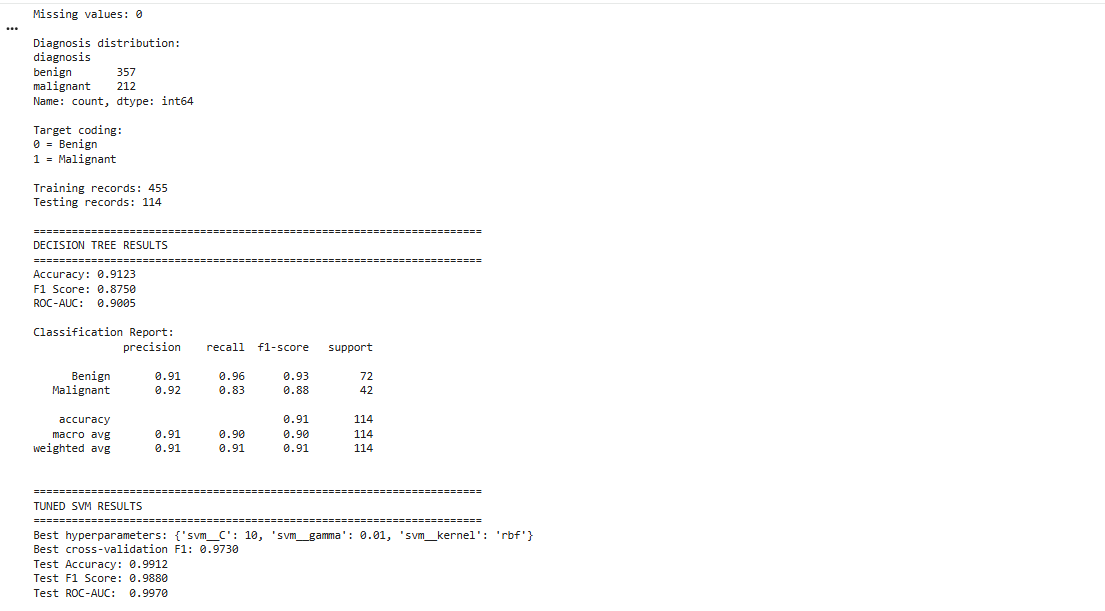 Missing values: 0
...
Diagnosis distribution:
diagnosis
benign       357
malignant    212
Name: count, dtype: int64
Target coding:
0 = Benign
1 = Malignant
Training records: 455
Testing records: 114
======================================================================
DECISION TREE RESULTS
======================================================================
Accuracy: 0.9123
F1 Score: 0.8750
ROC-AUC:  0.9005
Classification Report:
              precision    recall  f1-score   support
      Benign       0.91      0.96      0.93        72
   Malignant       0.92      0.83      0.88        42
    accuracy                           0.91       114
   macro avg       0.91      0.90      0.90       114
weighted avg       0.91      0.91      0.91       114
======================================================================
TUNED SVM RESULTS
======================================================================
Best hyperparameters: {'svm__C': 10, 'svm__gamma': 0.01, 'svm__kernel': 'rbf'}
Best cross-validation F1: 0.9730
Test Accuracy: 0.9912
Test F1 Score: 0.9880
Test ROC-AUC:  0.9970